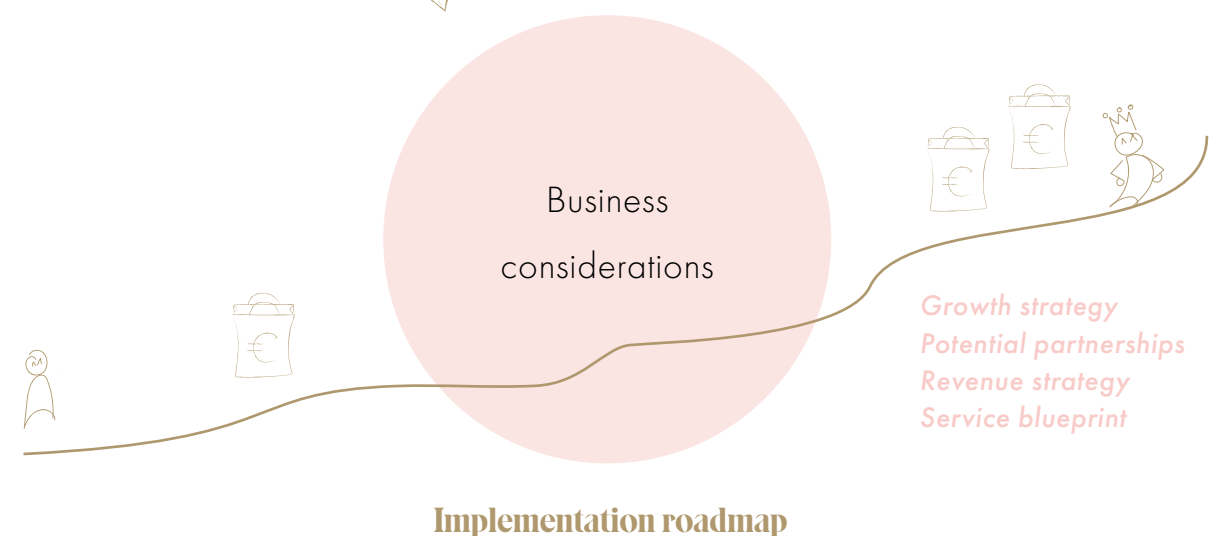 €
€
Business
considerations
€
Growth strategy
Potential partnerships
Revenue strategy
Service blueprint
Implementation roadmap